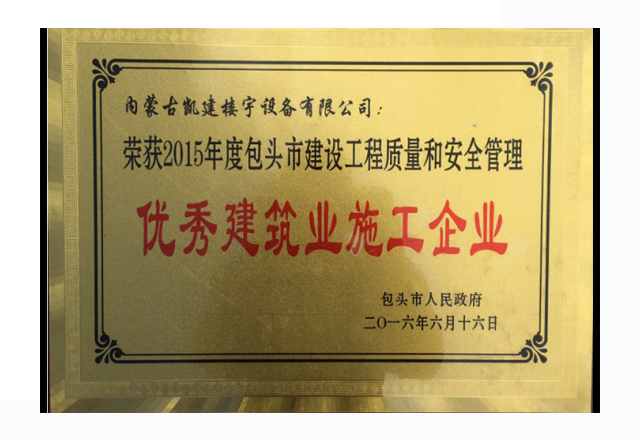 内蒙古凯建楼宇设备有限公司：
荣获2015年度包头市建设工程质量和安全管理
优秀建筑业施工企业
包头市人民政府
二〇一六年六月十六日